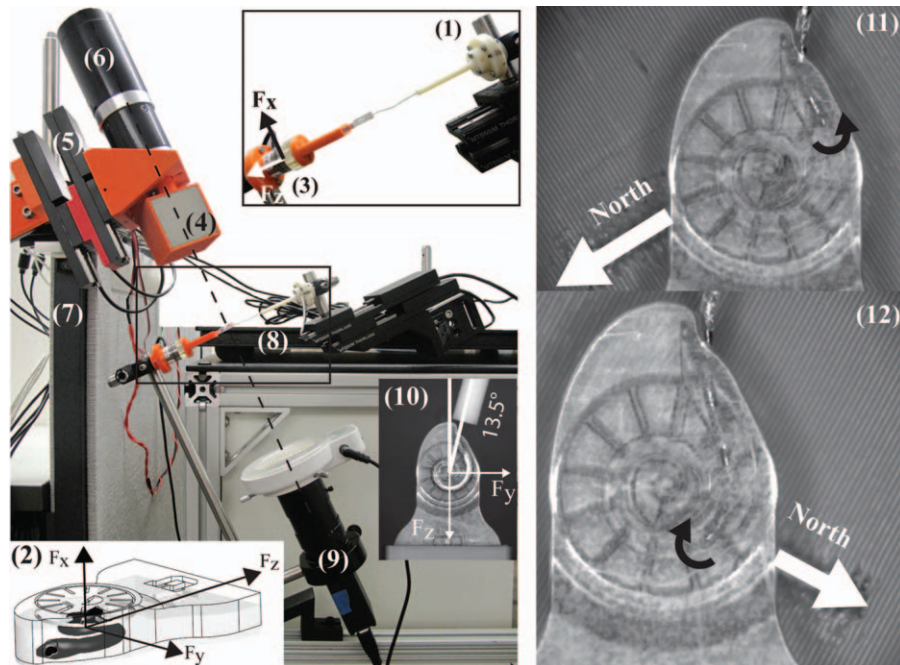 (6)
(1)
Fx
(5)
(3)
Fz
(4)
(7)
(8)
(10)
13.5°
Fy
Fz
(9)
(2)
Fx
Fz
Fy
(11)
North
(12)
North